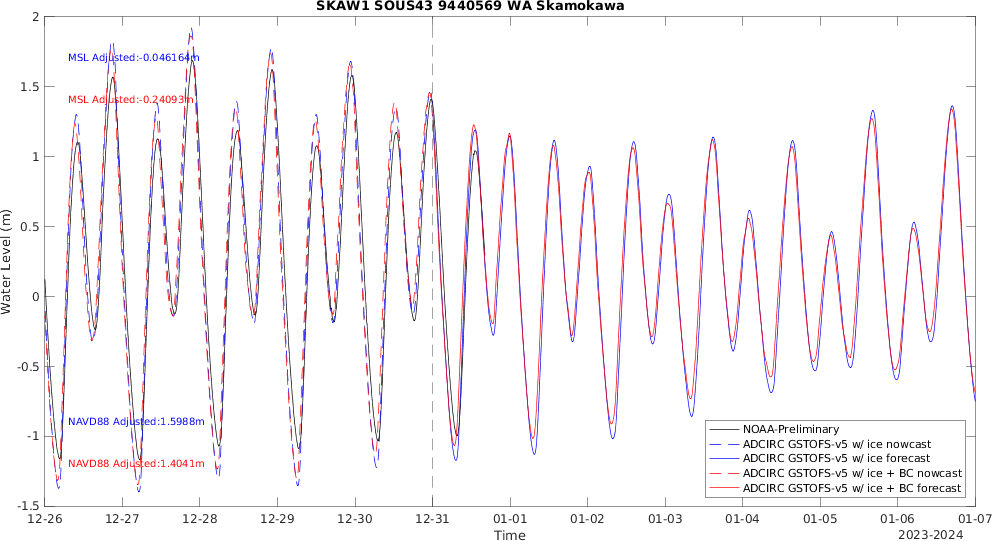 SKAW1 SOUS43 9440569 WA Skamokawa
2
1.5
1
0.5
0
-0.5
-1
-1.5
Water Level (m)
MSL Adjusted:-0.046164m
MSL Adjusted:-0.24093m
NAVD88 Adjusted:1.5988m
NAVD88 Adjusted:1.4041m
NOAA-Preliminary
ADCIRC GSTOFS-v5 w/ ice nowcast
ADCIRC GSTOFS-v5 w/ ice forecast
ADCIRC GSTOFS-v5 w/ ice + BC nowcast
ADCIRC GSTOFS-v5 w/ ice + BC forecast
12-26 12-27 12-28 12-29 12-30 12-31 01-01 01-02 01-03 01-04 01-05 01-06 01-07
Time
2023-2024